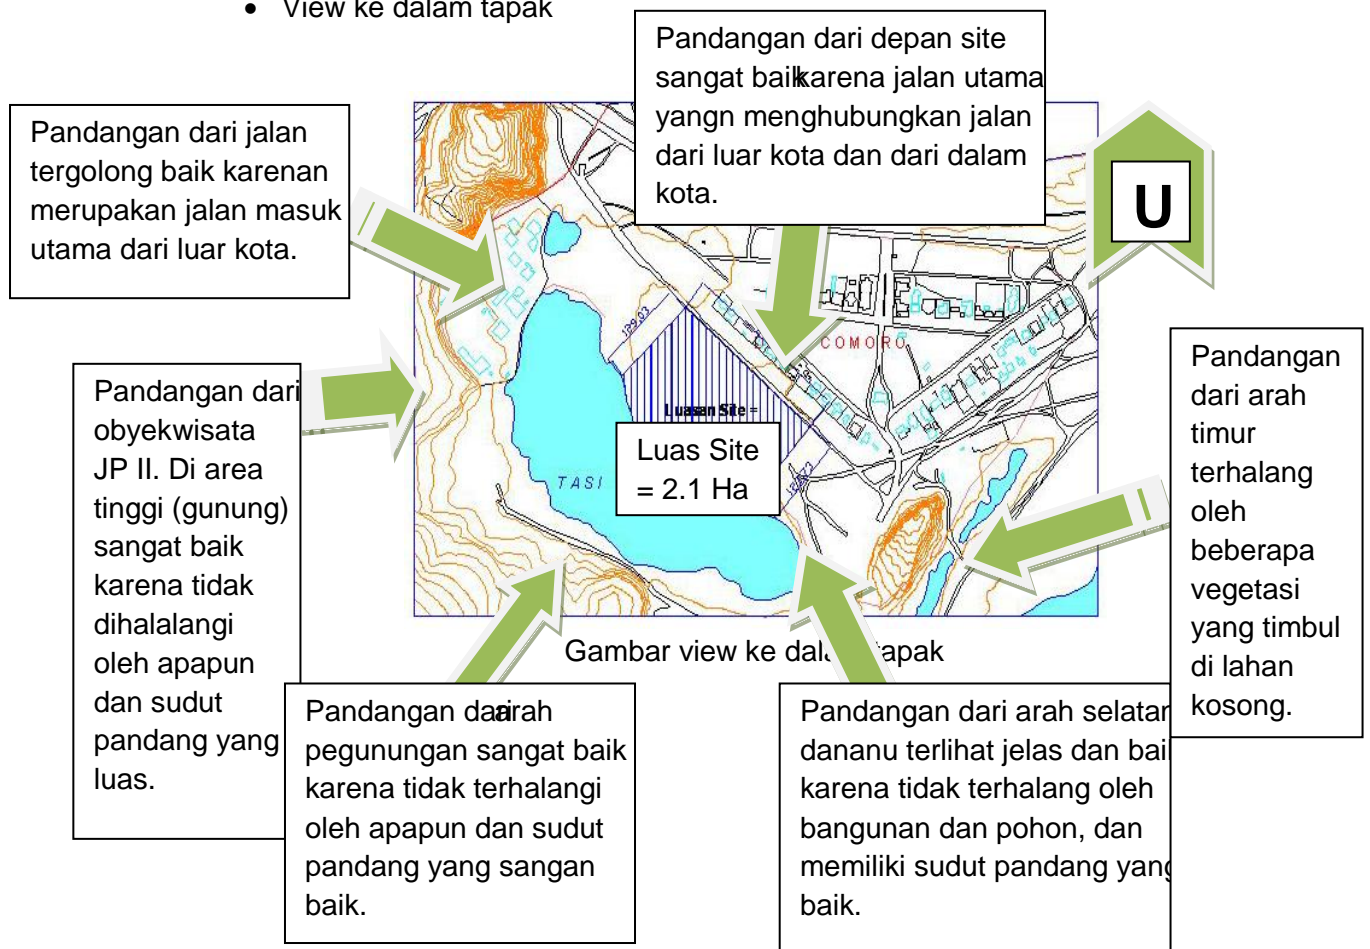 • View ke dalam tapak
Pandangan dari depan site
sangat baik karena jalan utama
yangn menghubungkan jalan
dari luar kota dan dari dalam
kota.
Pandangan dari jalan
tergolong baik karenan
merupakan jalan masuk
utama dari luar kota.
U
Pandangan dari
obyekwisata
JP II. Di area
tinggi (gunung)
sangat baik
karena tidak
dihalalangi
oleh apapun
dan sudut
pandang yang
luas.
129,03
COMORO
Luasan Site =
Luas Site
= 2.1 Ha
TASI
Pandangan
dari arah
timur
terhalang
oleh
beberapa
vegetasi
yang timbul
di lahan
kosong.
Gambar view ke dalam tapak
Pandangan dari arah
pegunungan sangat baik
karena tidak terhalangi
oleh apapun dan sudut
pandang yang sangan
baik.
Pandangan dari arah selatan
dananu terlihat jelas dan baik
karena tidak terhalang oleh
bangunan dan pohon, dan
memiliki sudut pandang yang
baik.